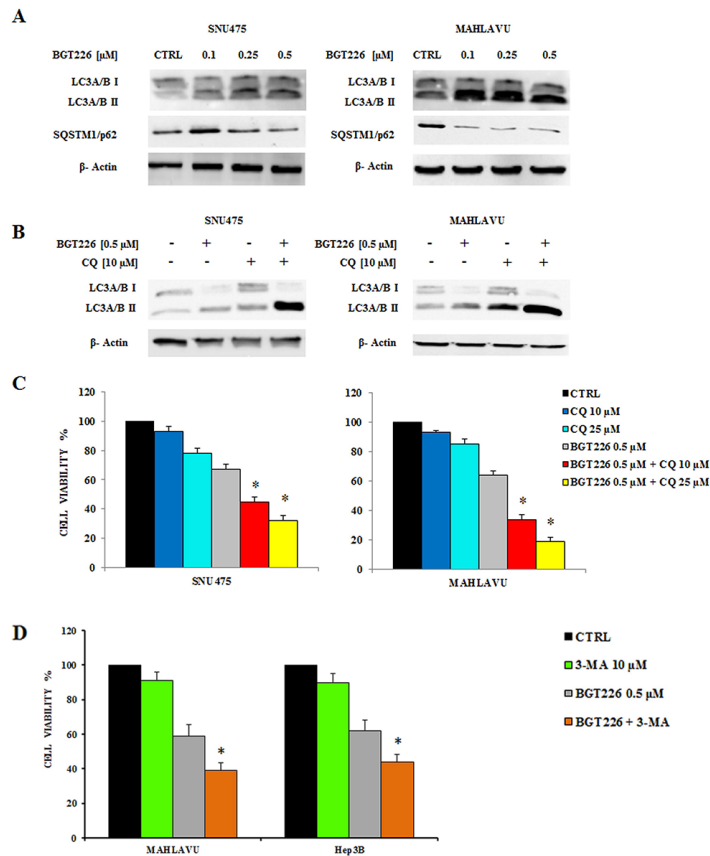 A
SNU475
MAHLAVU
BGT226 [µM] CTRL 0.1 0.25 0.5
BGT226 [µM] CTRL 0.1 0.25 0.5
LC3A/B I
LC3A/B II
LC3A/B I
LC3A/B II
SQSTM1/p62
SQSTM1/p62
β- Actin
β- Actin
B
SNU475
MAHLAVU
BGT226 [0.5 µM] - + - +
BGT226 [0.5 µM] - + - +
CQ [10 µM] - - + +
CQ [10 µM] - - + +
LC3A/B I
LC3A/B II
LC3A/B I
LC3A/B II
β- Actin
β- Actin
C
CELL VIABILITY %
120
100
80
60
40
20
0
* *
SNU475
120
100
80
60
40
20
0
* *
MAHLAVU
CTRL
CQ 10 µM
CQ 25 µM
BGT226 0.5 µM
BGT226 0.5 µM + CQ 10 µM
BGT226 0.5 µM + CQ 25 µM
D
CELL VIABILITY %
120
100
80
60
40
20
0
* *
MAHLAVU
Hep3B
CTRL
3-MA 10 µM
BGT226 0.5 µM
BGT226 + 3-MA